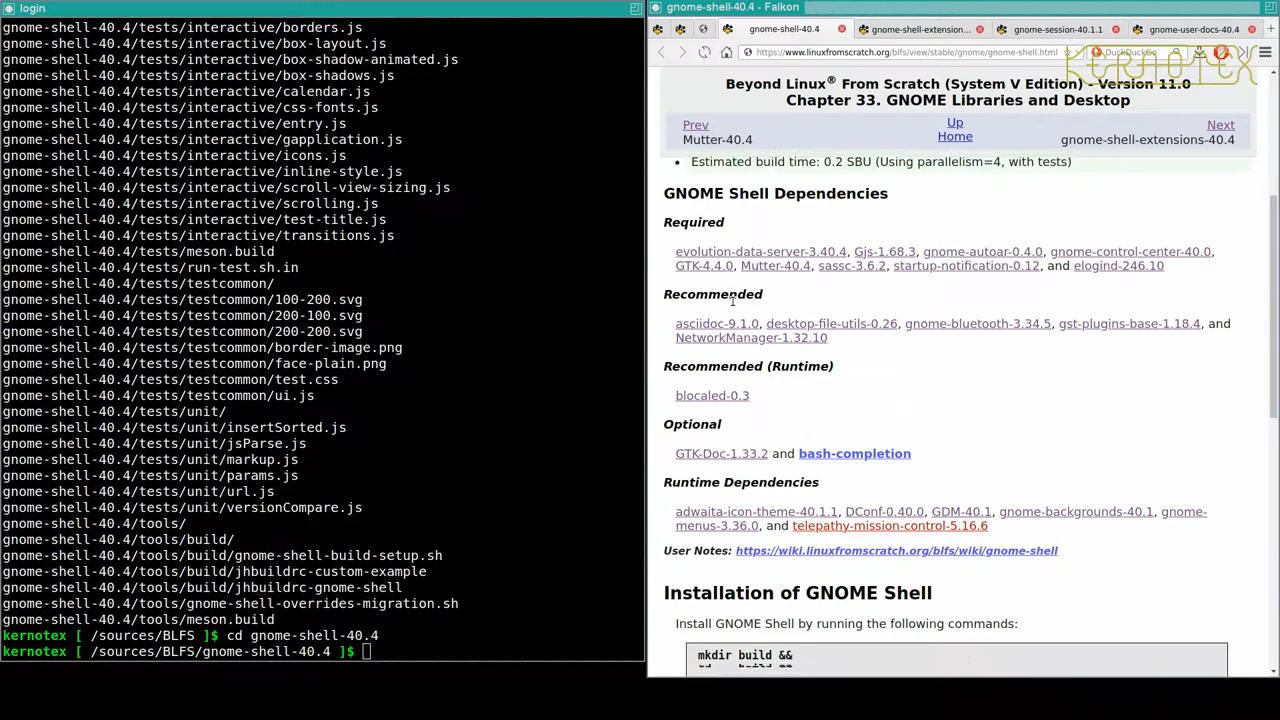 login
gnome-shell-40.4/tests/interactive/borders.js
gnome-shell-40.4/tests/interactive/box-layout.js
gnome-shell-40.4/tests/interactive/box-shadow-animated.js
gnome-shell-40.4/tests/interactive/box-shadows.js
gnome-shell-40.4/tests/interactive/calendar.js
gnome-shell-40.4/tests/interactive/css-fonts.js
gnome-shell-40.4/tests/interactive/entry.js
gnome-shell-40.4/tests/interactive/gapplication.js
gnome-shell-40.4/tests/interactive/icons.js
gnome-shell-40.4/tests/interactive/inline-style.js
gnome-shell-40.4/tests/interactive/scroll-view-sizing.js
gnome-shell-40.4/tests/interactive/scrolling.js
gnome-shell-40.4/tests/interactive/test-title.js
gnome-shell-40.4/tests/interactive/transitions.js
gnome-shell-40.4/tests/meson.build
gnome-shell-40.4/tests/run-test.sh.in
gnome-shell-40.4/tests/testcommon/
gnome-shell-40.4/tests/testcommon/100-200.svg
gnome-shell-40.4/tests/testcommon/200-100.svg
gnome-shell-40.4/tests/testcommon/200-200.svg
gnome-shell-40.4/tests/testcommon/border-image.png
gnome-shell-40.4/tests/testcommon/face-plain.png
gnome-shell-40.4/tests/testcommon/test.css
gnome-shell-40.4/tests/testcommon/ui.js
gnome-shell-40.4/tests/unit/
gnome-shell-40.4/tests/unit/insertSorted.js
gnome-shell-40.4/tests/unit/jsParse.js
gnome-shell-40.4/tests/unit/markup.js
gnome-shell-40.4/tests/unit/params.js
gnome-shell-40.4/tests/unit/url.js
gnome-shell-40.4/tests/unit/versionCompare.js
gnome-shell-40.4/tools/
gnome-shell-40.4/tools/build/
gnome-shell-40.4/tools/build/gnome-shell-build-setup.sh
gnome-shell-40.4/tools/build/jhbuildrc-custom-example
gnome-shell-40.4/tools/build/jhbuildrc-gnome-shell
gnome-shell-40.4/tools/gnome-shell-overrides-migration.sh
gnome-shell-40.4/tools/meson.build
kernotex [ /sources/BLFS ]$ cd gnome-shell-40.4
kernotex [ /sources/BLFS/gnome-shell-40.4 ]$
gnome-shell-40.4 - Falkon
gnome-shell-40.4 gnome-shell-extension... gnome-session-40.1.1 gnome-user-docs-40.4
https://www.linuxfromscratch.org/blfs/view/stable/gnome/gnome-shell.html DuckDuckGo
KERNOTEX
Beyond Linux® From Scratch (System V Edition) - Version 11.0
Chapter 33. GNOME Libraries and Desktop
Prev Up Next
Mutter-40.4 Home gnome-shell-extensions-40.4
• Estimated build time: 0.2 SBU (Using parallelism=4, with tests)
GNOME Shell Dependencies
Required
evolution-data-server-3.40.4, Gjs-1.68.3, gnome-autoar-0.4.0, gnome-control-center-40.0,
GTK-4.4.0, Mutter-40.4, sassc-3.6.2, startup-notification-0.12, and elogind-246.10
Recommended
asciidoc-9.1.0, desktop-file-utils-0.26, gnome-bluetooth-3.34.5, gst-plugins-base-1.18.4, and
NetworkManager-1.32.10
Recommended (Runtime)
blocaled-0.3
Optional
GTK-Doc-1.33.2 and bash-completion
Runtime Dependencies
adwaita-icon-theme-40.1.1, DConf-0.40.0, GDM-40.1, gnome-backgrounds-40.1, gnome-
menus-3.36.0, and telepathy-mission-control-5.16.6
User Notes: https://wiki.linuxfromscratch.org/blfs/wiki/gnome-shell
Installation of GNOME Shell
Install GNOME Shell by running the following commands:
mkdir build &&